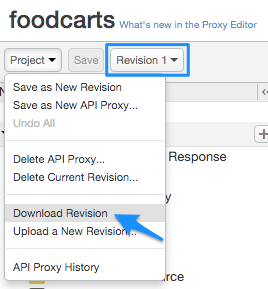 foodcarts What's new in the Proxy Editor
Project Save Revision 1
Save as New Revision
Save as New API Proxy...
Undo All
Delete API Proxy...
Response
Delete Current Revision...
Download Revision
Upload a New Revision...
API Proxy History